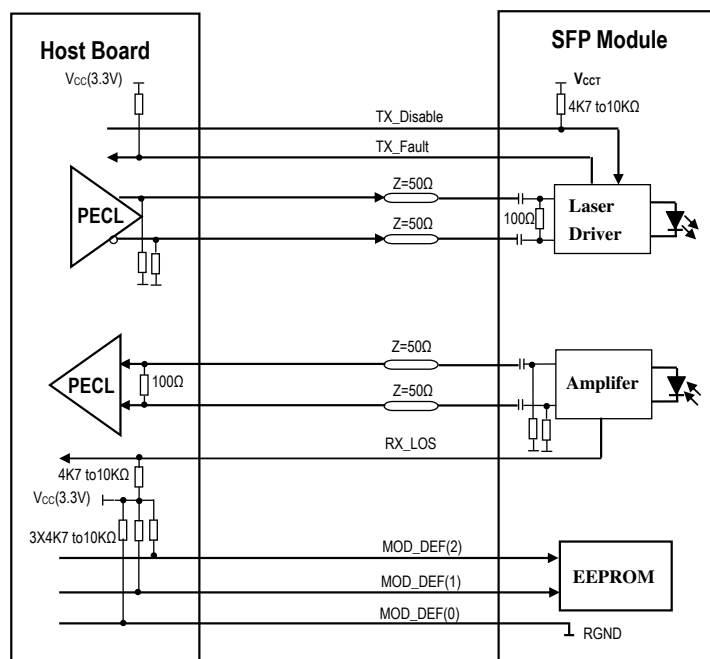 Host Board
SFP Module
VCC(3.3V)
VCCT
4K7 to10KΩ
TX_Disable
TX_Fault
Z=50Ω
PECL
100Ω
Laser
Driver
Z=50Ω
Z=50Ω
PECL
100Ω
Z=50Ω
Amplifer
RX_LOS
4K7 to10KΩ
VCC(3.3V)
3X4K7 to10KΩ
MOD_DEF(2)
EEPROM
MOD_DEF(1)
MOD_DEF(0)
RGND